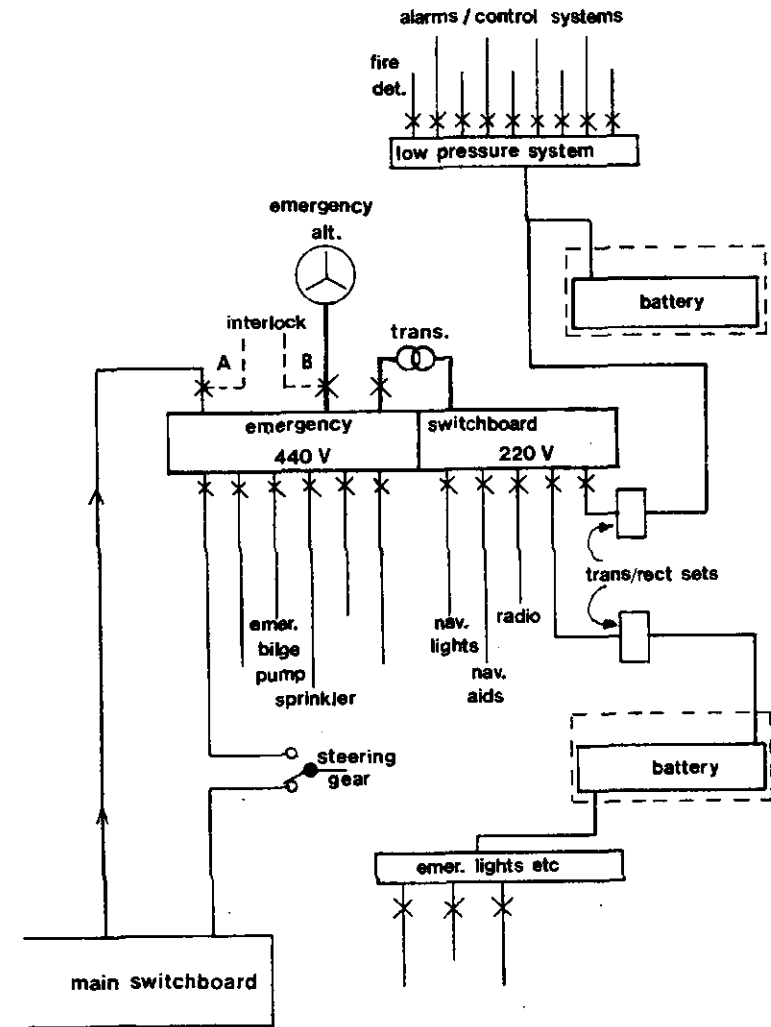 alarms / control systems
fire
det.
low pressure system
emergency
alt.
battery
interlock
trans.
A
B
emergency
switchboard
440 V
220 V
trans/rect sets
emer.
bilge
pump
sprinkler
nav.
lights
radio
nav.
aids
steering
gear
battery
emer. lights etc
main switchboard